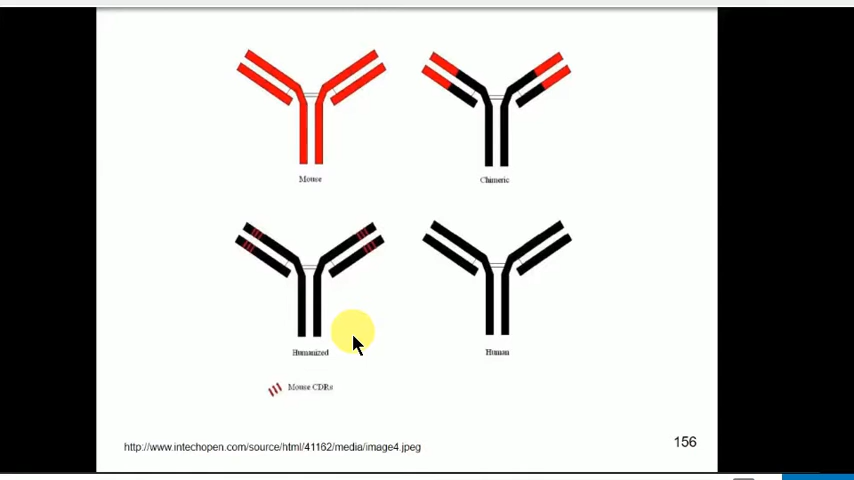 Mouse
Chimeric
Humanized
Human
Mouse CDRs
http://www.intechopen.com/source/html/41162/media/image4.jpeg
156